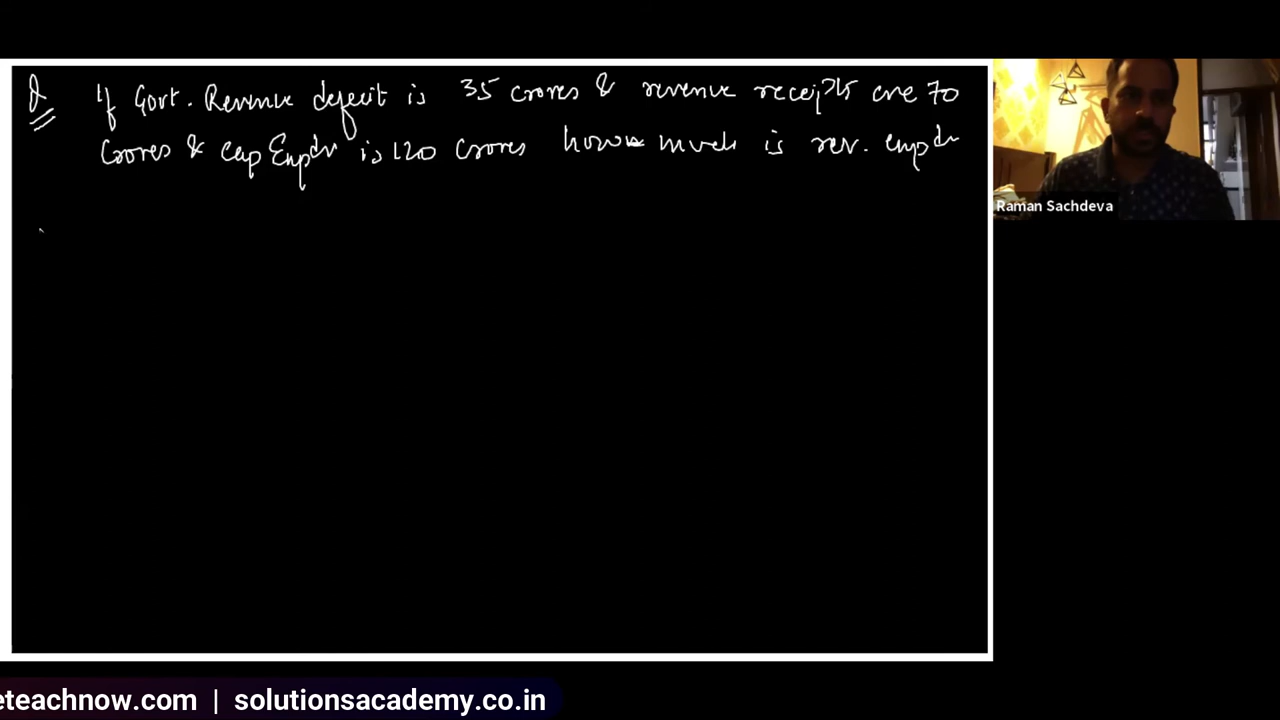 Q If Govt. Revenue deficit is 35 crores & revenue receipts are 70
Crores & Cap Expdr is 120 Crores how much is rev. expdr
Raman Sachdeva
eteachnow.com | solutionsacademy.co.in